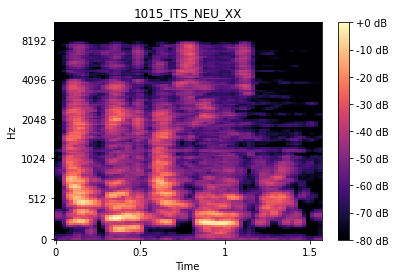 1015_ITS_NEU_XX
8192
4096
2048
1024
512
0
Hz
0
0.5
1
1.5
Time
+0 dB
-10 dB
-20 dB
-30 dB
-40 dB
-50 dB
-60 dB
-70 dB
-80 dB